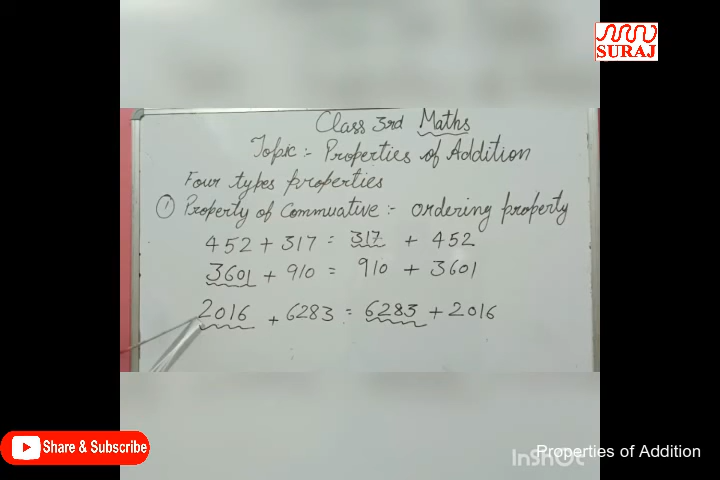 SURAJ
Class 3rd Maths
Topic :- Properties of Addition
Four types properties
① Property of Commuative :- ordering property
452 + 317 = 317 + 452
3601 + 910 = 910 + 3601
2016 + 6283 = 6283 + 2016
Share & Subscribe
Properties of Addition
InShOt